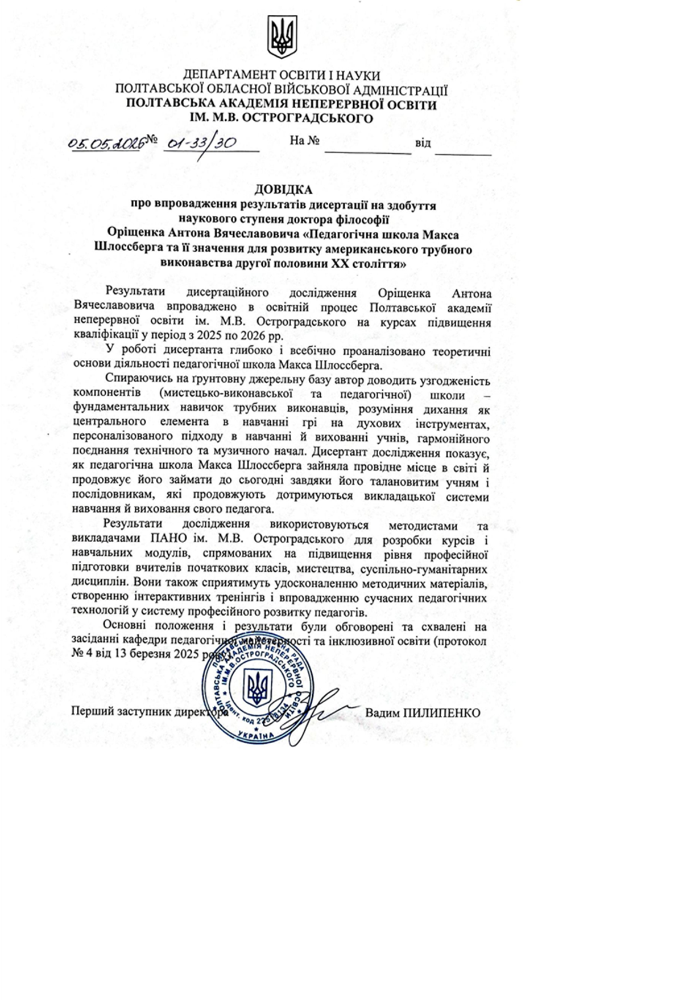 ДЕПАРТАМЕНТ ОСВІТИ І НАУКИ
ПОЛТАВСЬКОЇ ОБЛАСНОЇ ВІЙСЬКОВОЇ АДМІНІСТРАЦІЇ
ПОЛТАВСЬКА АКАДЕМІЯ НЕПЕРЕРВНОЇ ОСВІТИ
ІМ. М.В. ОСТРОГРАДСЬКОГО
05.05.2026 № 01-33/30 На № від
ДОВІДКА
про впровадження результатів дисертації на здобуття
наукового ступеня доктора філософії
Оріщенка Антона Вячеславовича «Педагогічна школа Макса
Шлоссберга та її значення для розвитку американського трубного
виконавства другої половини ХХ століття»
Результати дисертаційного дослідження Оріщенка Антона
Вячеславовича впроваджено в освітній процес Полтавської академії
неперервної освіти ім. М.В. Остроградського на курсах підвищення
кваліфікації у період з 2025 по 2026 рр.
У роботі дисертанта глибоко і всебічно проаналізовано теоретичні
основи діяльності педагогічної школа Макса Шлоссберга.
Спираючись на ґрунтовну джерельну базу автор доводить узгодженість
компонентів (мистецько-виконавської та педагогічної) школи –
фундаментальних навичок трубних виконавців, розуміння дихання як
центрального елемента в навчанні грі на духових інструментах,
персоналізованого підходу в навчанні й вихованні учнів, гармонійного
поєднання технічного та музичного начал. Дисертант дослідження показує,
як педагогічна школа Макса Шлоссберга зайняла провідне місце в світі й
продовжує його займати до сьогодні завдяки його талановитим учням і
послідовникам, які продовжують дотримуються викладацької системи
навчання й виховання свого педагога.
Результати дослідження використовуються методистами та
викладачами ПАНО ім. М.В. Остроградського для розробки курсів і
навчальних модулів, спрямованих на підвищення рівня професійної
підготовки вчителів початкових класів, мистецтва, суспільно-гуманітарних
дисциплін. Вони також сприятимуть удосконаленню методичних матеріалів,
створенню інтерактивних тренінгів і впровадженню сучасних педагогічних
технологій у систему професійного розвитку педагогів.
Основні положення і результати були обговорені та схвалені на
засіданні кафедри педагогічної майстерності та інклюзивної освіти (протокол
№ 4 від 13 березня 2025 року)
ПОЛТАВСЬКА ОБЛАСНА РАДА
ПОЛТАВСЬКА АКАДЕМІЯ НЕПЕРЕРВНОЇ ОСВІТИ
ІМ.М.В.ОСТРОГРАДСЬКОГО
Ідент. код
УКРАЇНА
Перший заступник директора Вадим ПИЛИПЕНКО